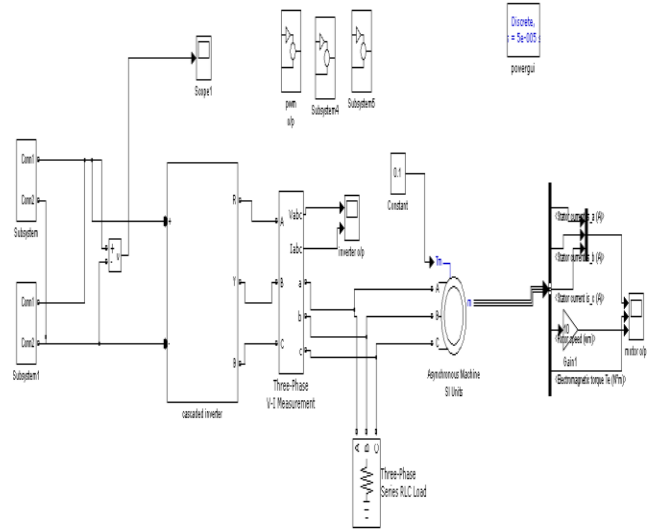 Discrete,
s = 5e-005 s
powergui
Scope1
pwm
o/p
Subsystem4
Subsystem5
Conn1
Conn2
Subsystem
+
-
v
0.1
Constant
+
-
R
Y
B
cascaded inverter
A
B
C
Vabc
Iabc
a
b
c
Three-Phase
V-I Measurement
inverter o/p
Tm
A
B
C
m
Asynchronous Machine
SI Units
<Stator current is_a (A)>
<Stator current is_b (A)>
<Stator current is_c (A)>
<Rotor speed (wm)>
Gain1
<Electromagnetic torque Te (N*m)>
Conn1
Conn2
Subsystem1
A
B
C
Three-Phase
Series RLC Load